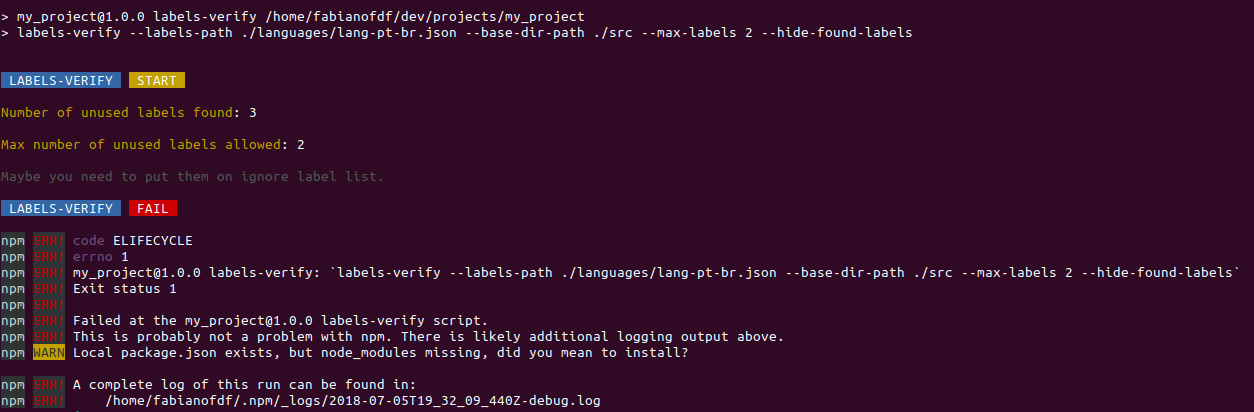 > my_project@1.0.0 labels-verify /home/fabianofdf/dev/projects/my_project
> labels-verify --labels-path ./languages/lang-pt-br.json --base-dir-path ./src --max-labels 2 --hide-found-labels
LABELS-VERIFY START
Number of unused labels found: 3
Max number of unused labels allowed: 2
Maybe you need to put them on ignore label list.
LABELS-VERIFY FAIL
npm ERR! code ELIFECYCLE
npm ERR! errno 1
npm ERR! my_project@1.0.0 labels-verify: `labels-verify --labels-path ./languages/lang-pt-br.json --base-dir-path ./src --max-labels 2 --hide-found-labels`
npm ERR! Exit status 1
npm ERR!
npm ERR! Failed at the my_project@1.0.0 labels-verify script.
npm ERR! This is probably not a problem with npm. There is likely additional logging output above.
npm WARN Local package.json exists, but node_modules missing, did you mean to install?
npm ERR! A complete log of this run can be found in:
npm ERR!     /home/fabianofdf/.npm/_logs/2018-07-05T19_32_09_440Z-debug.log